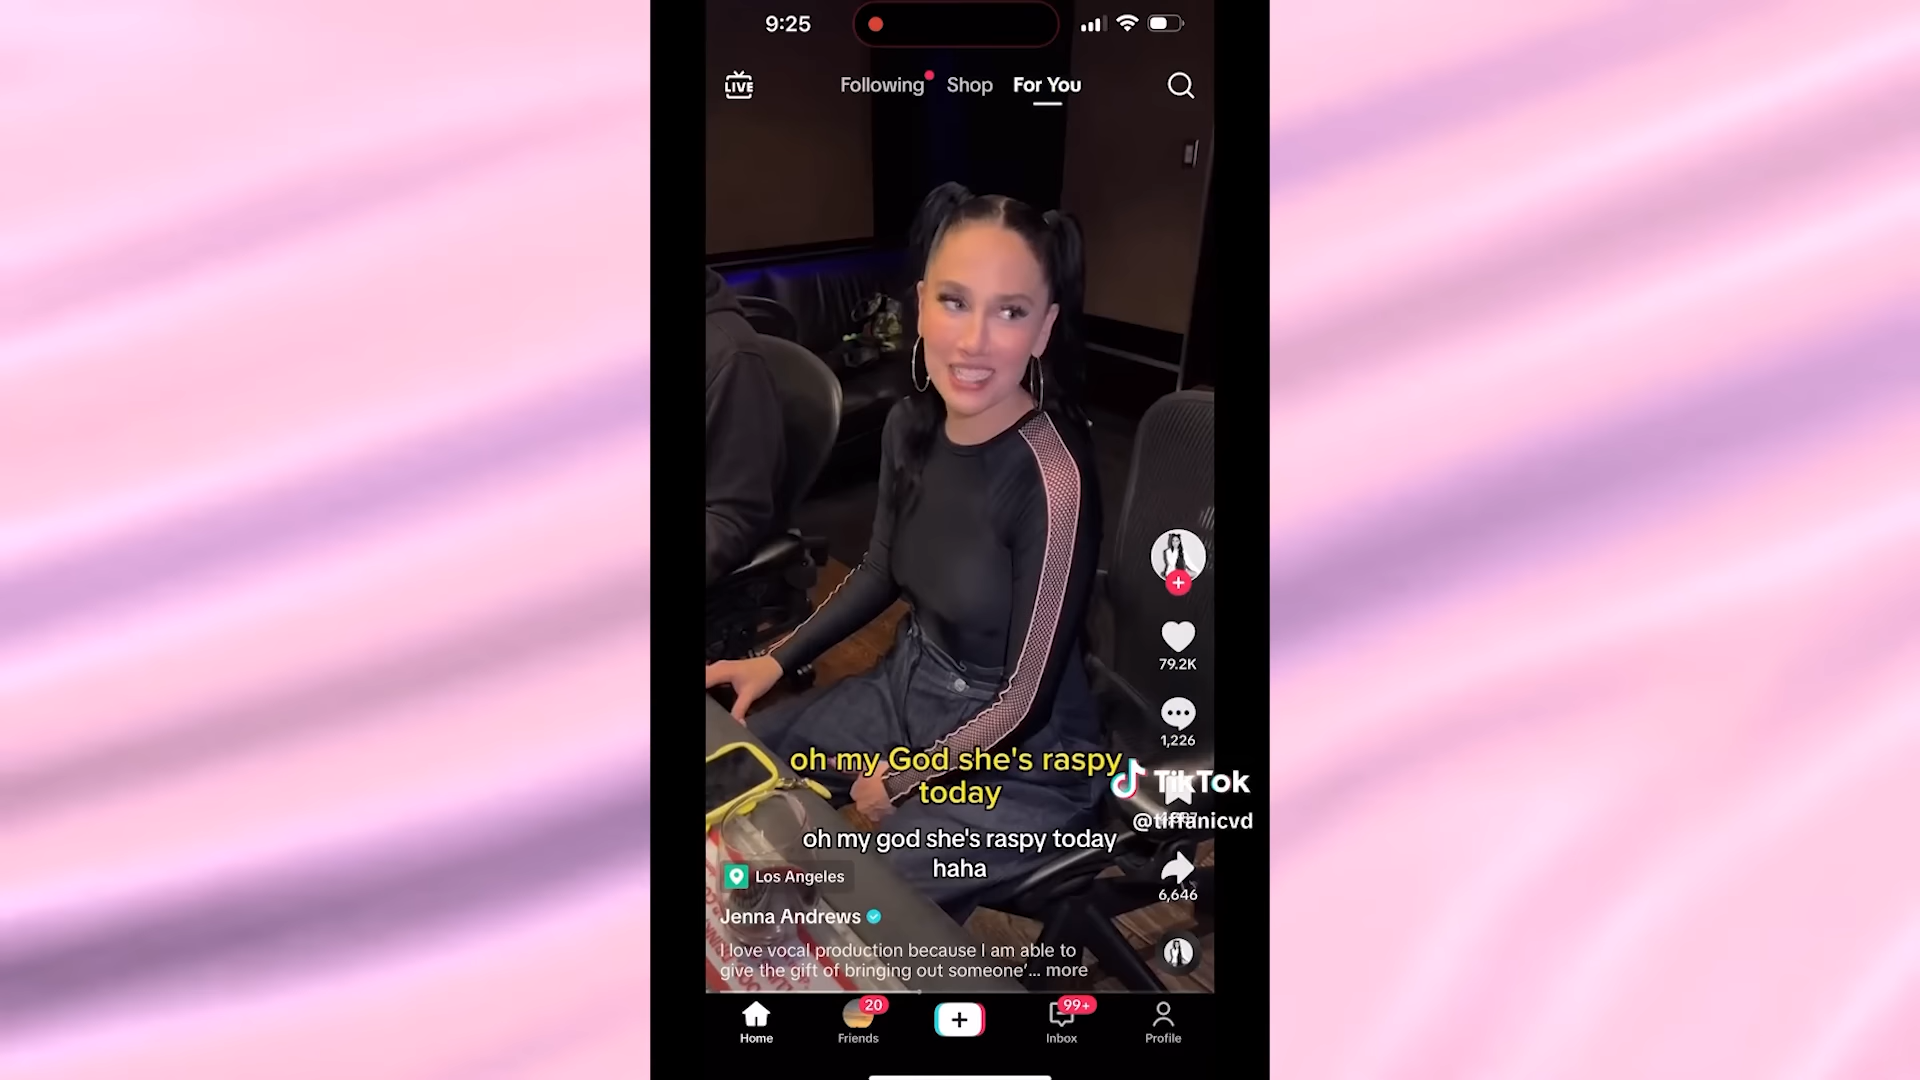 9:25
LIVE
Following
Shop
For You
79.2K
1,226
oh my God she's raspy
today
TikTok
@tiffanicvd
oh my god she's raspy today
haha
Los Angeles
6,646
Jenna Andrews
I love vocal production because I am able to
give the gift of bringing out someone'... more
20
99+
Home
Friends
Inbox
Profile